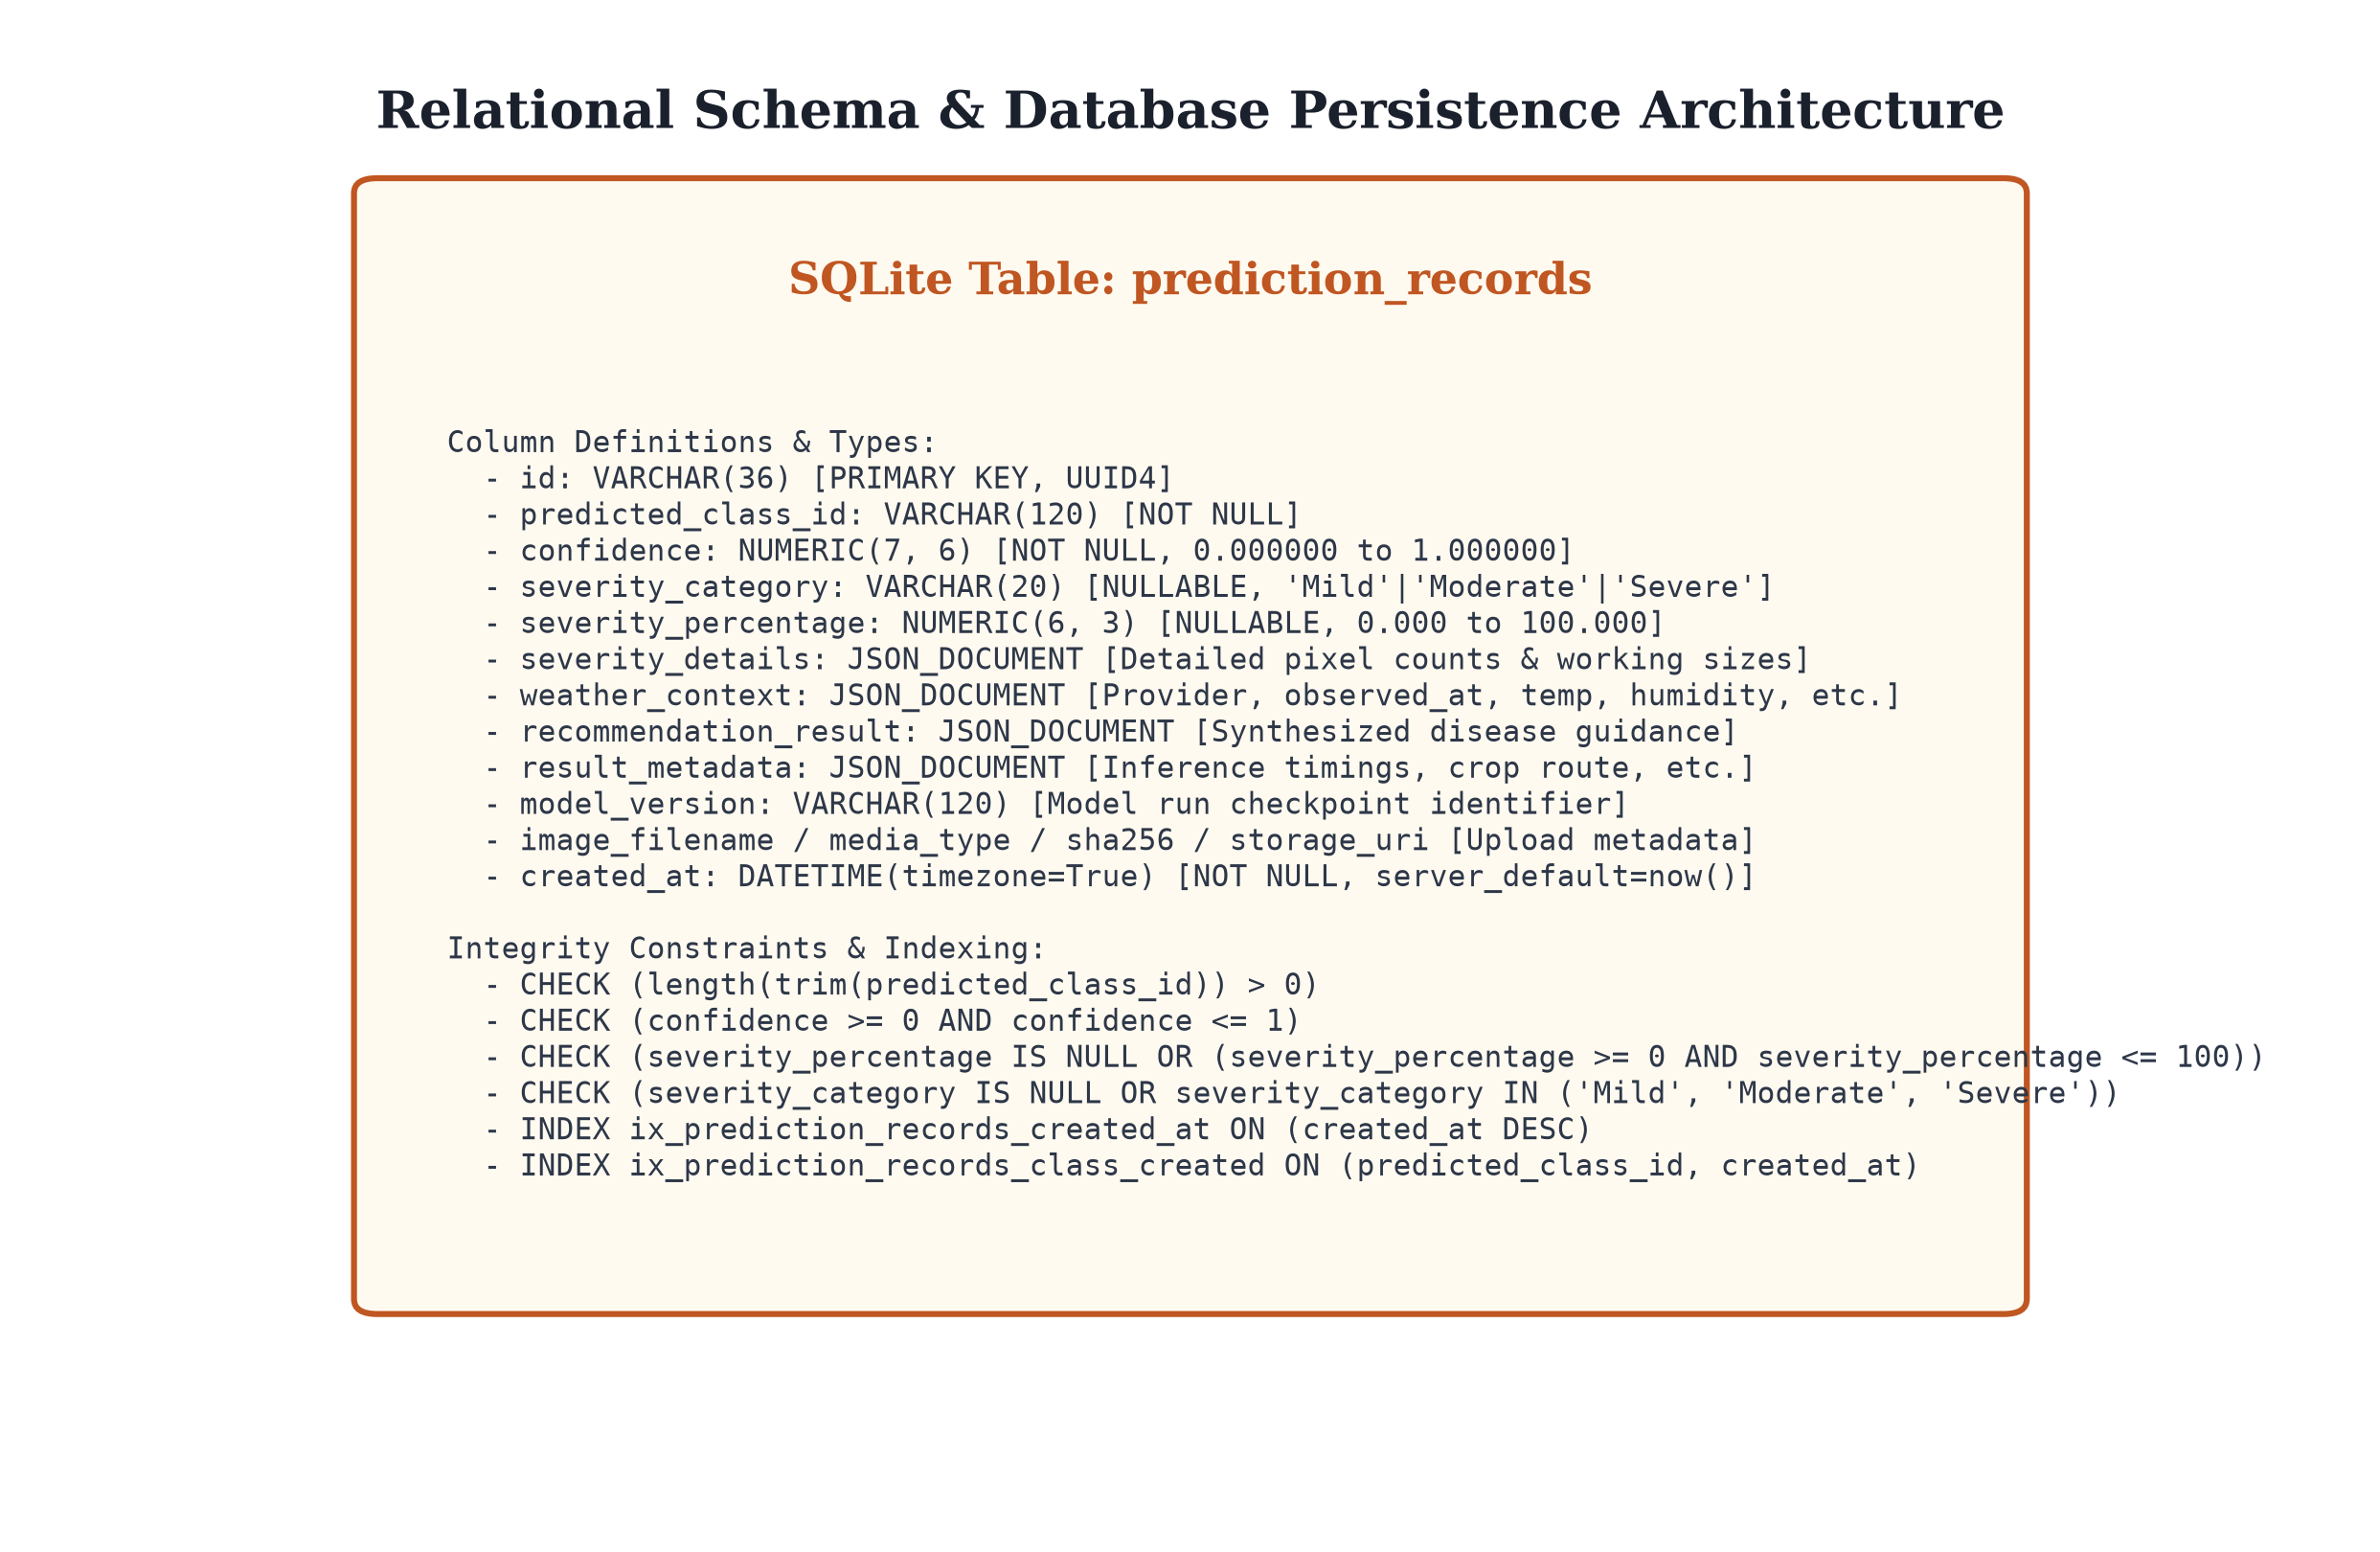 Relational Schema & Database Persistence Architecture
SQLite Table: prediction_records
Column Definitions & Types:
- id: VARCHAR(36) [PRIMARY KEY, UUID4]
- predicted_class_id: VARCHAR(120) [NOT NULL]
- confidence: NUMERIC(7, 6) [NOT NULL, 0.000000 to 1.000000]
- severity_category: VARCHAR(20) [NULLABLE, 'Mild'|'Moderate'|'Severe']
- severity_percentage: NUMERIC(6, 3) [NULLABLE, 0.000 to 100.000]
- severity_details: JSON_DOCUMENT [Detailed pixel counts & working sizes]
- weather_context: JSON_DOCUMENT [Provider, observed_at, temp, humidity, etc.]
- recommendation_result: JSON_DOCUMENT [Synthesized disease guidance]
- result_metadata: JSON_DOCUMENT [Inference timings, crop route, etc.]
- model_version: VARCHAR(120) [Model run checkpoint identifier]
- image_filename / media_type / sha256 / storage_uri [Upload metadata]
- created_at: DATETIME(timezone=True) [NOT NULL, server_default=now()]
Integrity Constraints & Indexing:
- CHECK (length(trim(predicted_class_id)) > 0)
- CHECK (confidence >= 0 AND confidence <= 1)
- CHECK (severity_percentage IS NULL OR (severity_percentage >= 0 AND severity_percentage <= 100))
- CHECK (severity_category IS NULL OR severity_category IN ('Mild', 'Moderate', 'Severe'))
- INDEX ix_prediction_records_created_at ON (created_at DESC)
- INDEX ix_prediction_records_class_created ON (predicted_class_id, created_at)